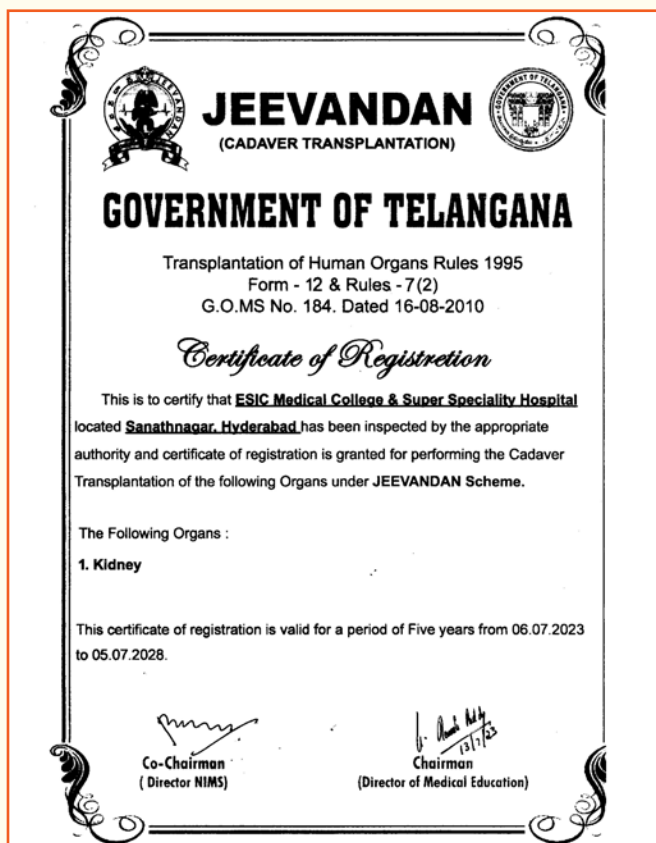 JEEVANDAN
JEEVANDAN
(CADAVER TRANSPLANTATION)
GOVERNMENT OF TELANGANA
GOVERNMENT OF TELANGANA
Transplantation of Human Organs Rules 1995
Form - 12 & Rules - 7(2)
G.O.MS No. 184. Dated 16-08-2010
Certificate of Registretion
This is to certify that ESIC Medical College & Super Speciality Hospital
located Sanathnagar, Hyderabad has been inspected by the appropriate
authority and certificate of registration is granted for performing the Cadaver
Transplantation of the following Organs under JEEVANDAN Scheme.
The Following Organs :
1. Kidney
This certificate of registration is valid for a period of Five years from 06.07.2023
to 05.07.2028.
13/7/23
Co-Chairman
Chairman
( Director NIMS)
(Director of Medical Education)